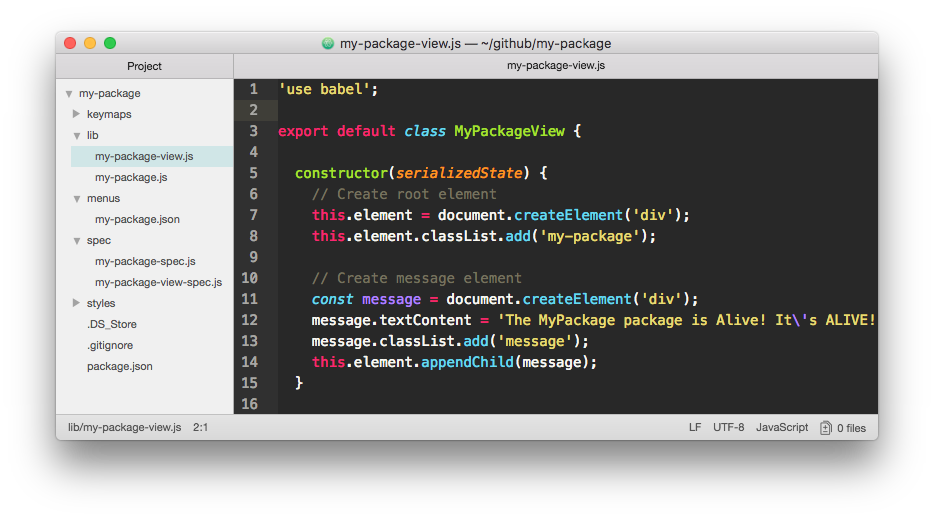 my-package-view.js — ~/github/my-package
Project
my-package
keymaps
lib
my-package-view.js
my-package.js
menus
my-package.json
spec
my-package-spec.js
my-package-view-spec.js
styles
.DS_Store
.gitignore
package.json
my-package-view.js
1 'use babel';
2
3 export default class MyPackageView {
4
5 constructor(serializedState) {
6 // Create root element
7 this.element = document.createElement('div');
8 this.element.classList.add('my-package');
9
10 // Create message element
11 const message = document.createElement('div');
12 message.textContent = 'The MyPackage package is Alive! It\'s ALIVE!
13 message.classList.add('message');
14 this.element.appendChild(message);
15 }
16
lib/my-package-view.js 2:1 LF UTF-8 JavaScript 0 files